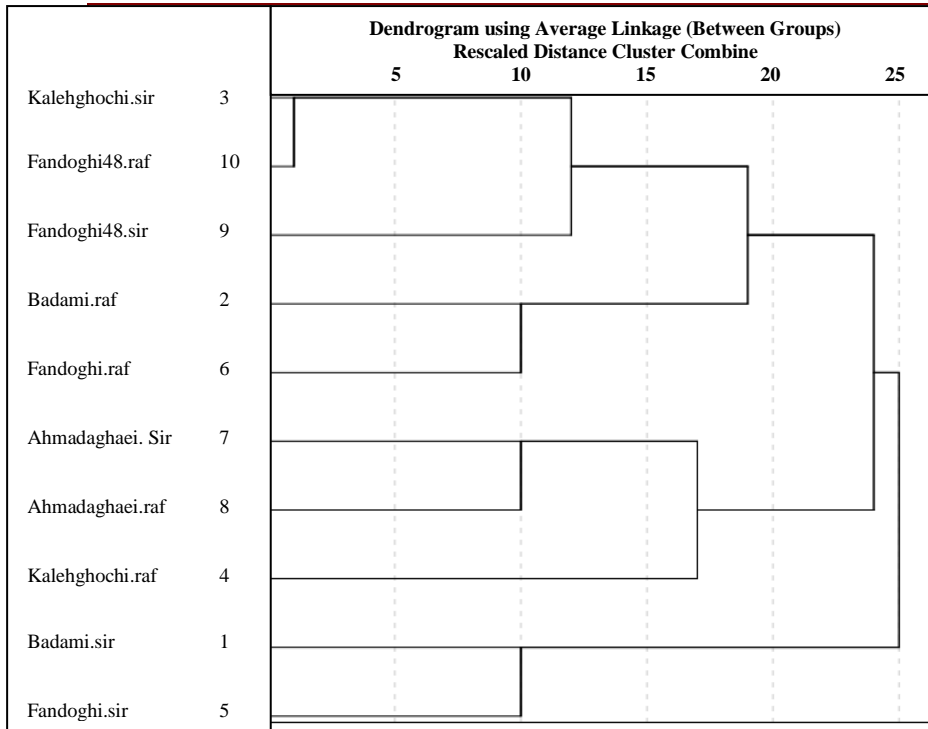 Dendrogram using Average Linkage (Between Groups)
Rescaled Distance Cluster Combine
5 10 15 20 25
Kalehghochi.sir 3
Fandoghi48.raf 10
Fandoghi48.sir 9
Badami.raf 2
Fandoghi.raf 6
Ahmadaghaei. Sir 7
Ahmadaghaei.raf 8
Kalehghochi.raf 4
Badami.sir 1
Fandoghi.sir 5